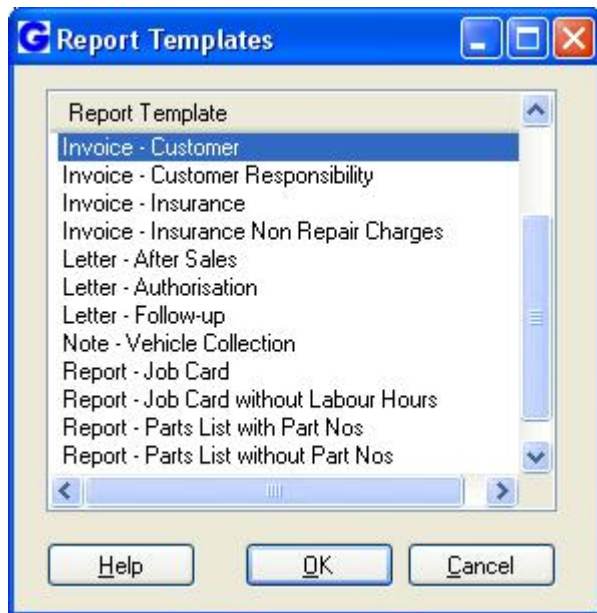 G Report Templates
Report Template
Invoice - Customer
Invoice - Customer Responsibility
Invoice - Insurance
Invoice - Insurance Non Repair Charges
Letter - After Sales
Letter - Authorisation
Letter - Follow-up
Note - Vehicle Collection
Report - Job Card
Report - Job Card without Labour Hours
Report - Parts List with Part Nos
Report - Parts List without Part Nos
Help OK Cancel